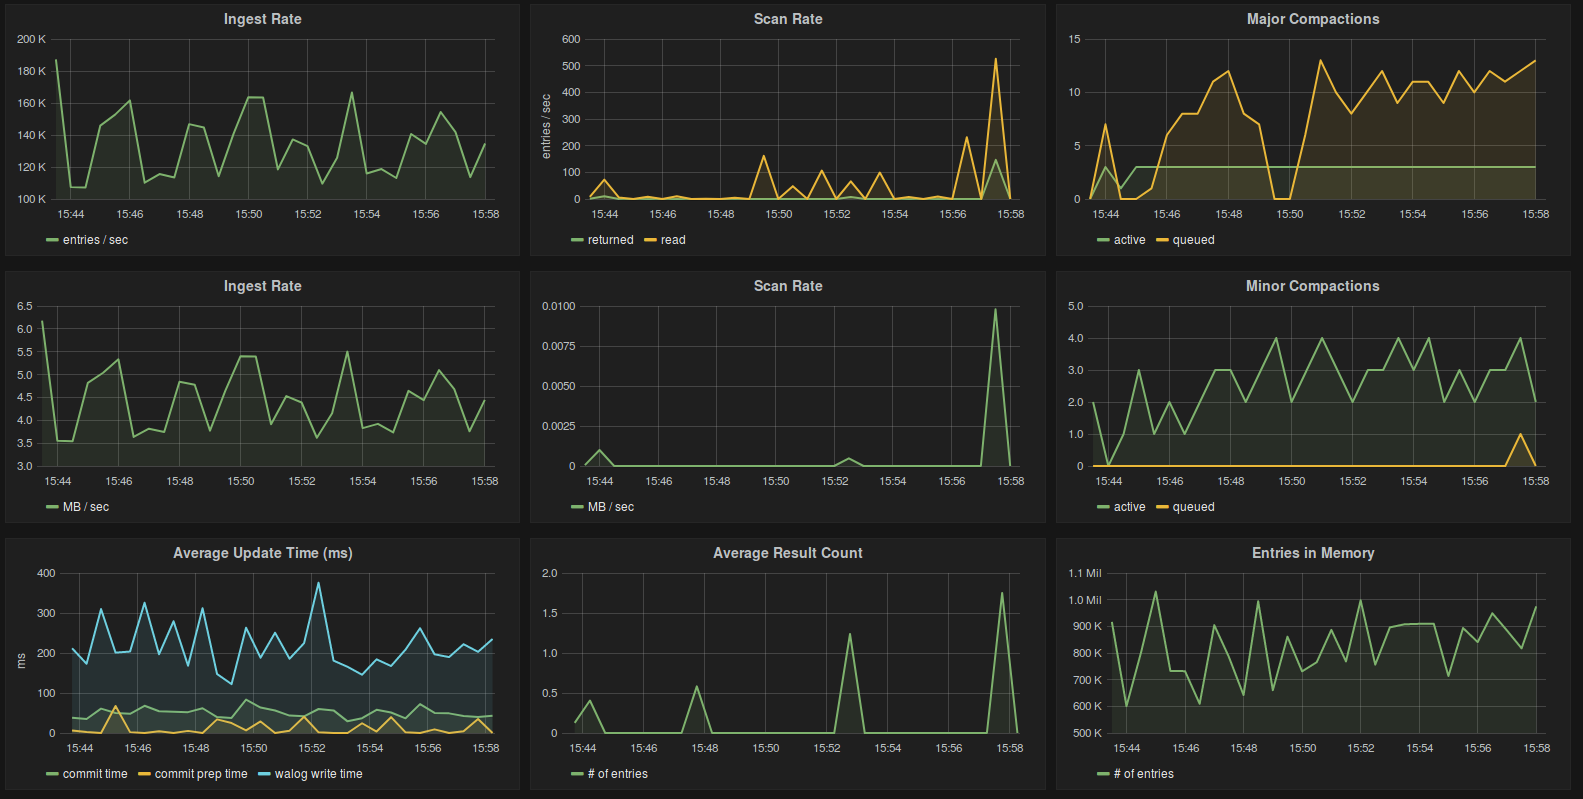 Ingest Rate
200 K
180 K
160 K
140 K
120 K
100 K
15:44 15:46 15:48 15:50 15:52 15:54 15:56 15:58
entries / sec
Scan Rate
entries / sec
600
500
400
300
200
100
0
15:44 15:46 15:48 15:50 15:52 15:54 15:56 15:58
returned read
Major Compactions
15
10
5
0
15:44 15:46 15:48 15:50 15:52 15:54 15:56 15:58
active queued
Ingest Rate
6.5
6.0
5.5
5.0
4.5
4.0
3.5
3.0
15:44 15:46 15:48 15:50 15:52 15:54 15:56 15:58
MB / sec
Scan Rate
0.0100
0.0075
0.0050
0.0025
0
15:44 15:46 15:48 15:50 15:52 15:54 15:56 15:58
MB / sec
Minor Compactions
5.0
4.0
3.0
2.0
1.0
0
15:44 15:46 15:48 15:50 15:52 15:54 15:56 15:58
active queued
Average Update Time (ms)
ms
400
300
200
100
0
15:44 15:46 15:48 15:50 15:52 15:54 15:56 15:58
commit time commit prep time walog write time
Average Result Count
2.0
1.5
1.0
0.5
0
15:44 15:46 15:48 15:50 15:52 15:54 15:56 15:58
# of entries
Entries in Memory
1.1 Mil
1.0 Mil
900 K
800 K
700 K
600 K
500 K
15:44 15:46 15:48 15:50 15:52 15:54 15:56 15:58
# of entries